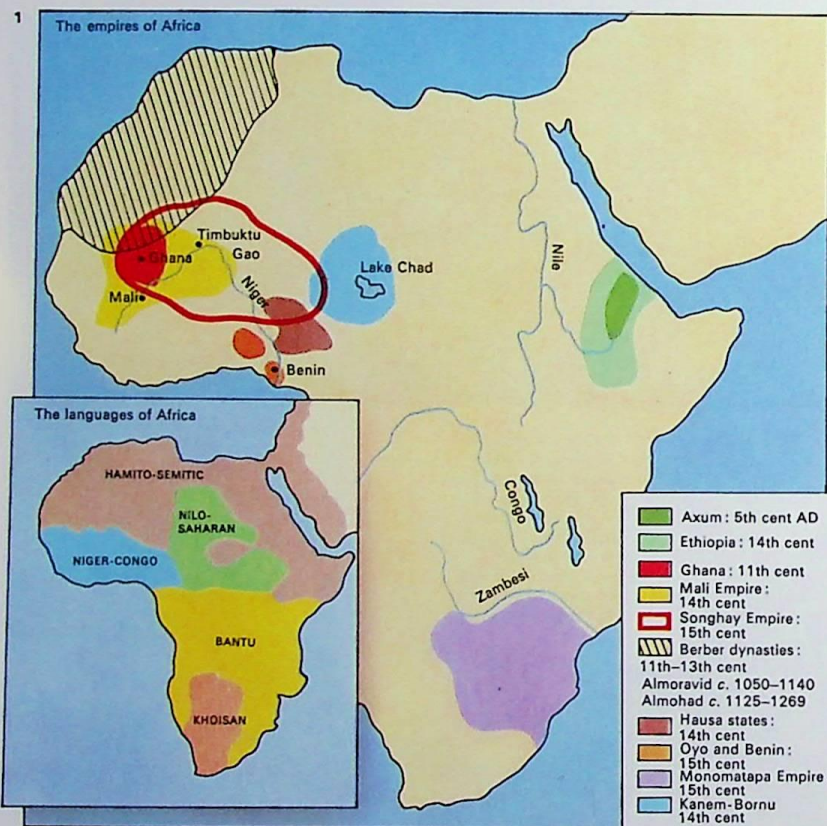 1
The empires of Africa
Timbuktu
Ghana
Gao
Mali
Niger
Lake Chad
Benin
Nile
Congo
Zambesi
The languages of Africa
HAMITO-SEMITIC
NILO-
SAHARAN
NIGER-CONGO
BANTU
KHOISAN
Axum: 5th cent AD
Ethiopia: 14th cent
Ghana: 11th cent
Mali Empire:
14th cent
Songhay Empire:
15th cent
Berber dynasties:
11th–13th cent
Almoravid c. 1050–1140
Almohad c. 1125–1269
Hausa states:
14th cent
Oyo and Benin:
15th cent
Monomatapa Empire
15th cent
Kanem-Bornu
14th cent